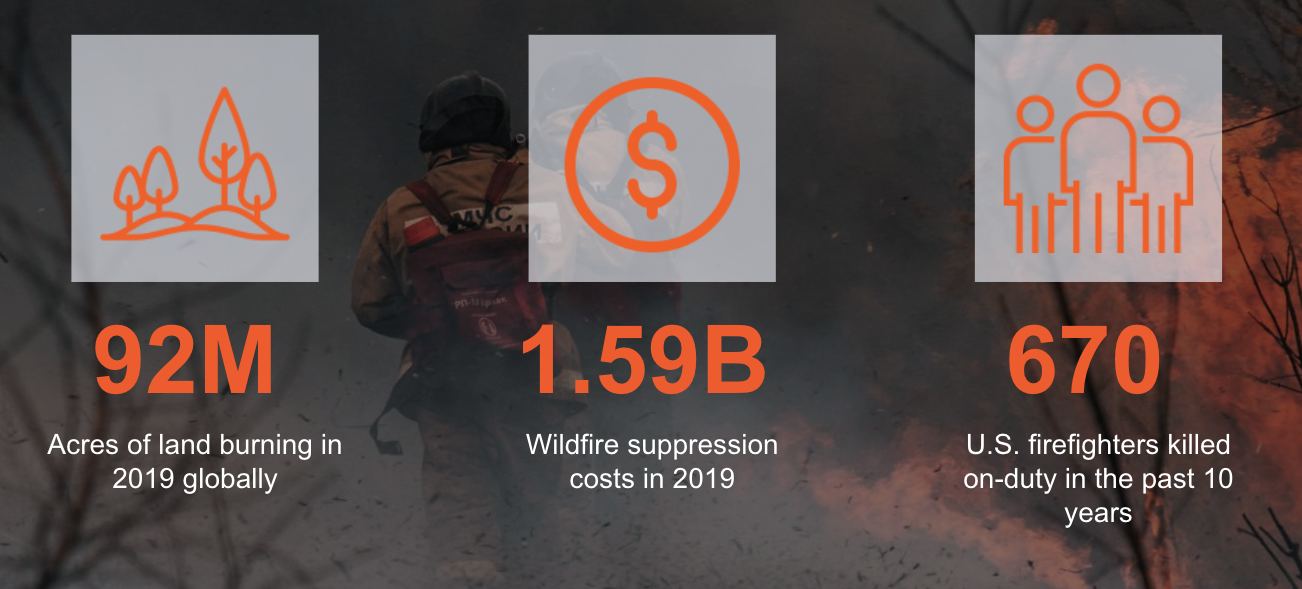 МЧС
92M
Acres of land burning in
2019 globally
1.59B
Wildfire suppression
costs in 2019
670
U.S. firefighters killed
on-duty in the past 10
years